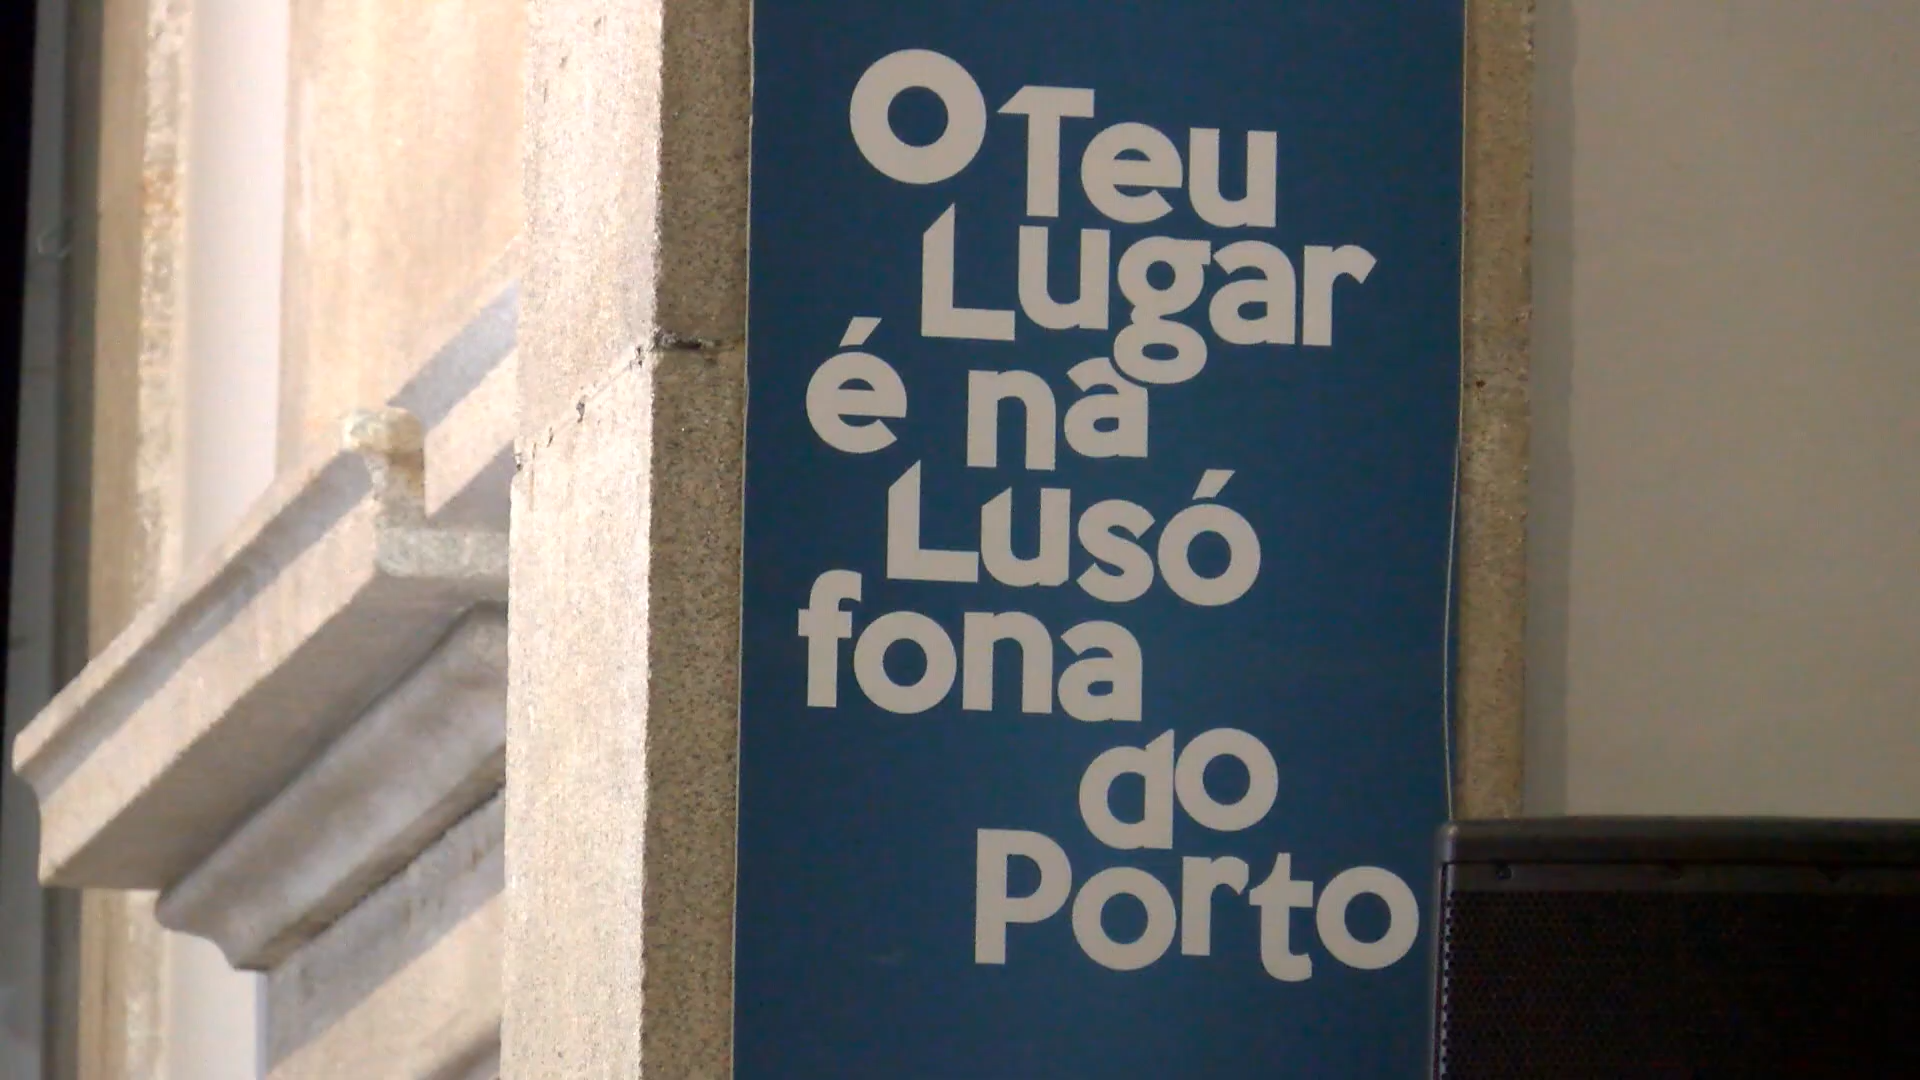 O Teu
Lugar
é na
Lusó
fona
do
Porto